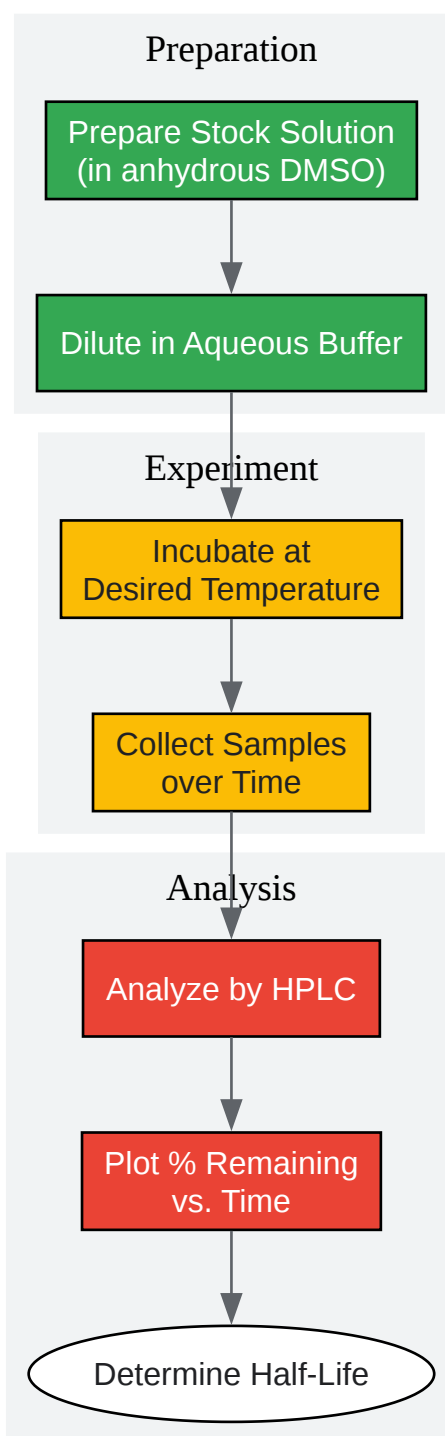 Preparation
Prepare Stock Solution
(in anhydrous DMSO)
Dilute in Aqueous Buffer
Experiment
Incubate at
Desired Temperature
Collect Samples
over Time
Analysis
Analyze by HPLC
Plot % Remaining
vs. Time
Determine Half-Life